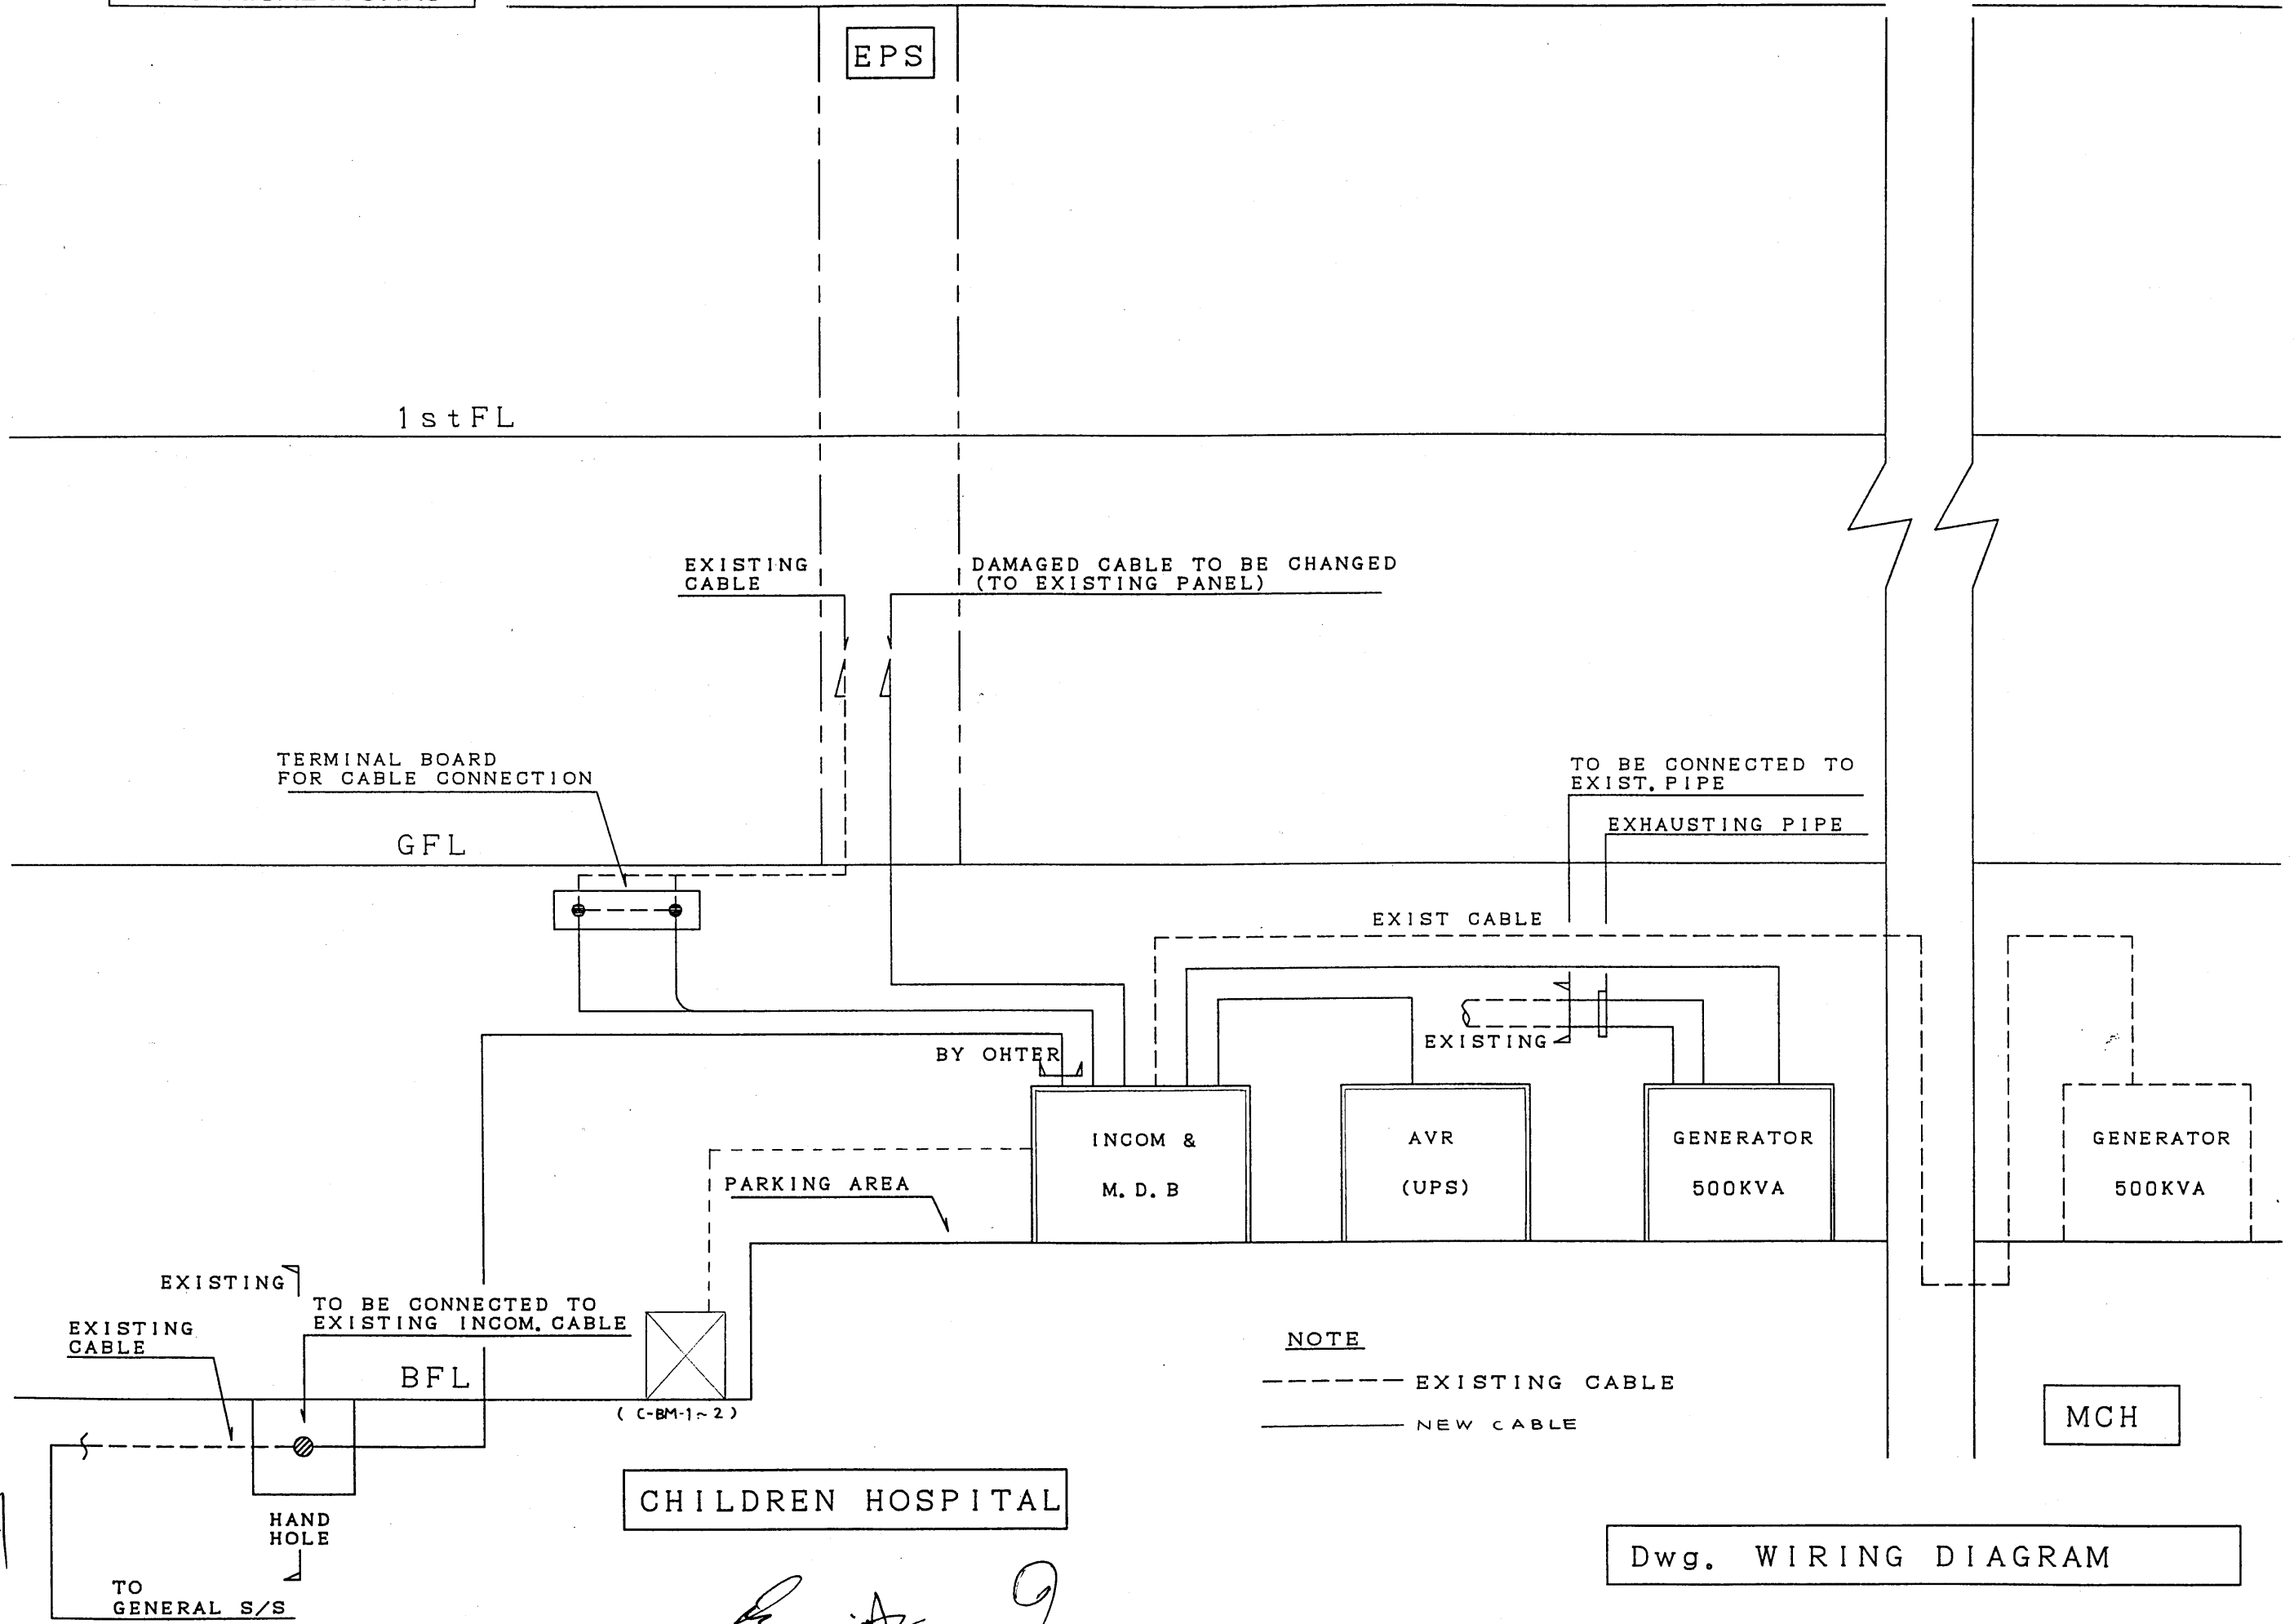 EPS
1stFL
EXISTING
CABLE
DAMAGED CABLE TO BE CHANGED
(TO EXISTING PANEL)
TERMINAL BOARD
FOR CABLE CONNECTION
TO BE CONNECTED TO
EXIST. PIPE
EXHAUSTING PIPE
GFL
EXIST CABLE
EXISTING
BY OHTER
INCOM &
M. D. B
AVR
(UPS)
GENERATOR
500KVA
GENERATOR
500KVA
PARKING AREA
EXISTING
TO BE CONNECTED TO
EXISTING INCOM. CABLE
EXISTING
CABLE
BFL
(C-BM-1~2)
NOTE
EXISTING CABLE
NEW CABLE
MCH
HAND
HOLE
CHILDREN HOSPITAL
TO
GENERAL S/S
Dwg. WIRING DIAGRAM